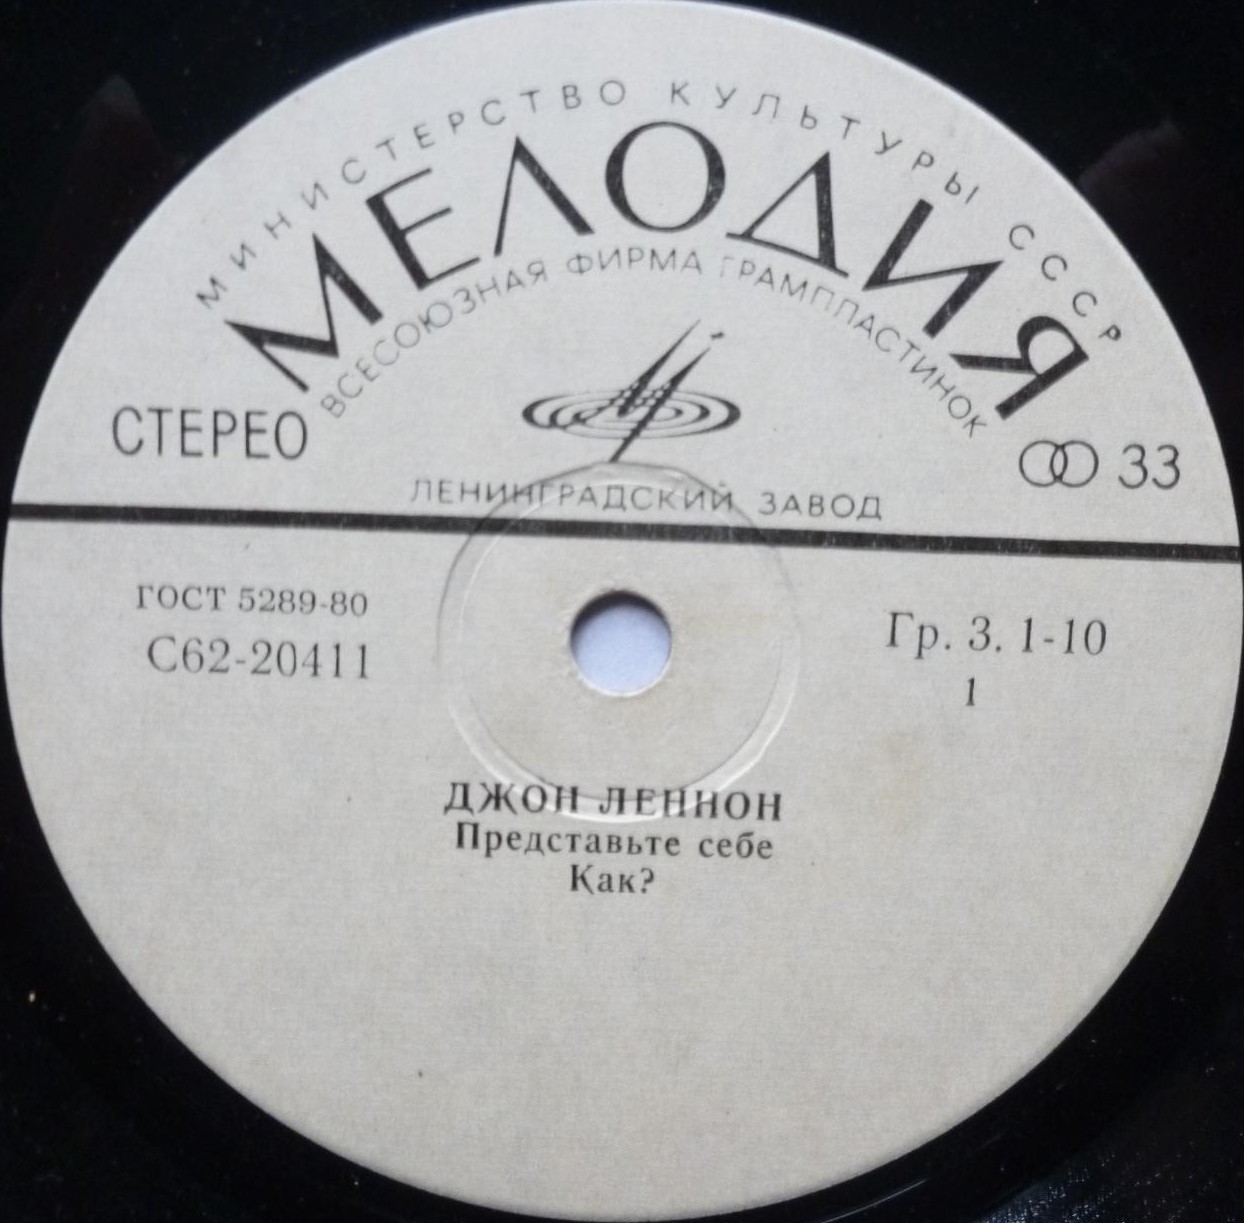 МИНИСТЕРСТВО КУЛЬТУРЫ СССР
МЕЛОДИЯ
ВСЕСОЮЗНАЯ ФИРМА ГРАМПЛАСТИНОК
СТЕРЕО
33
ЛЕНИНГРАДСКИЙ ЗАВОД
ГОСТ 5289-80
С62-20411
Гр. 3. 1-10
1
ДЖОН ЛЕННОН
Представьте себе
Как?